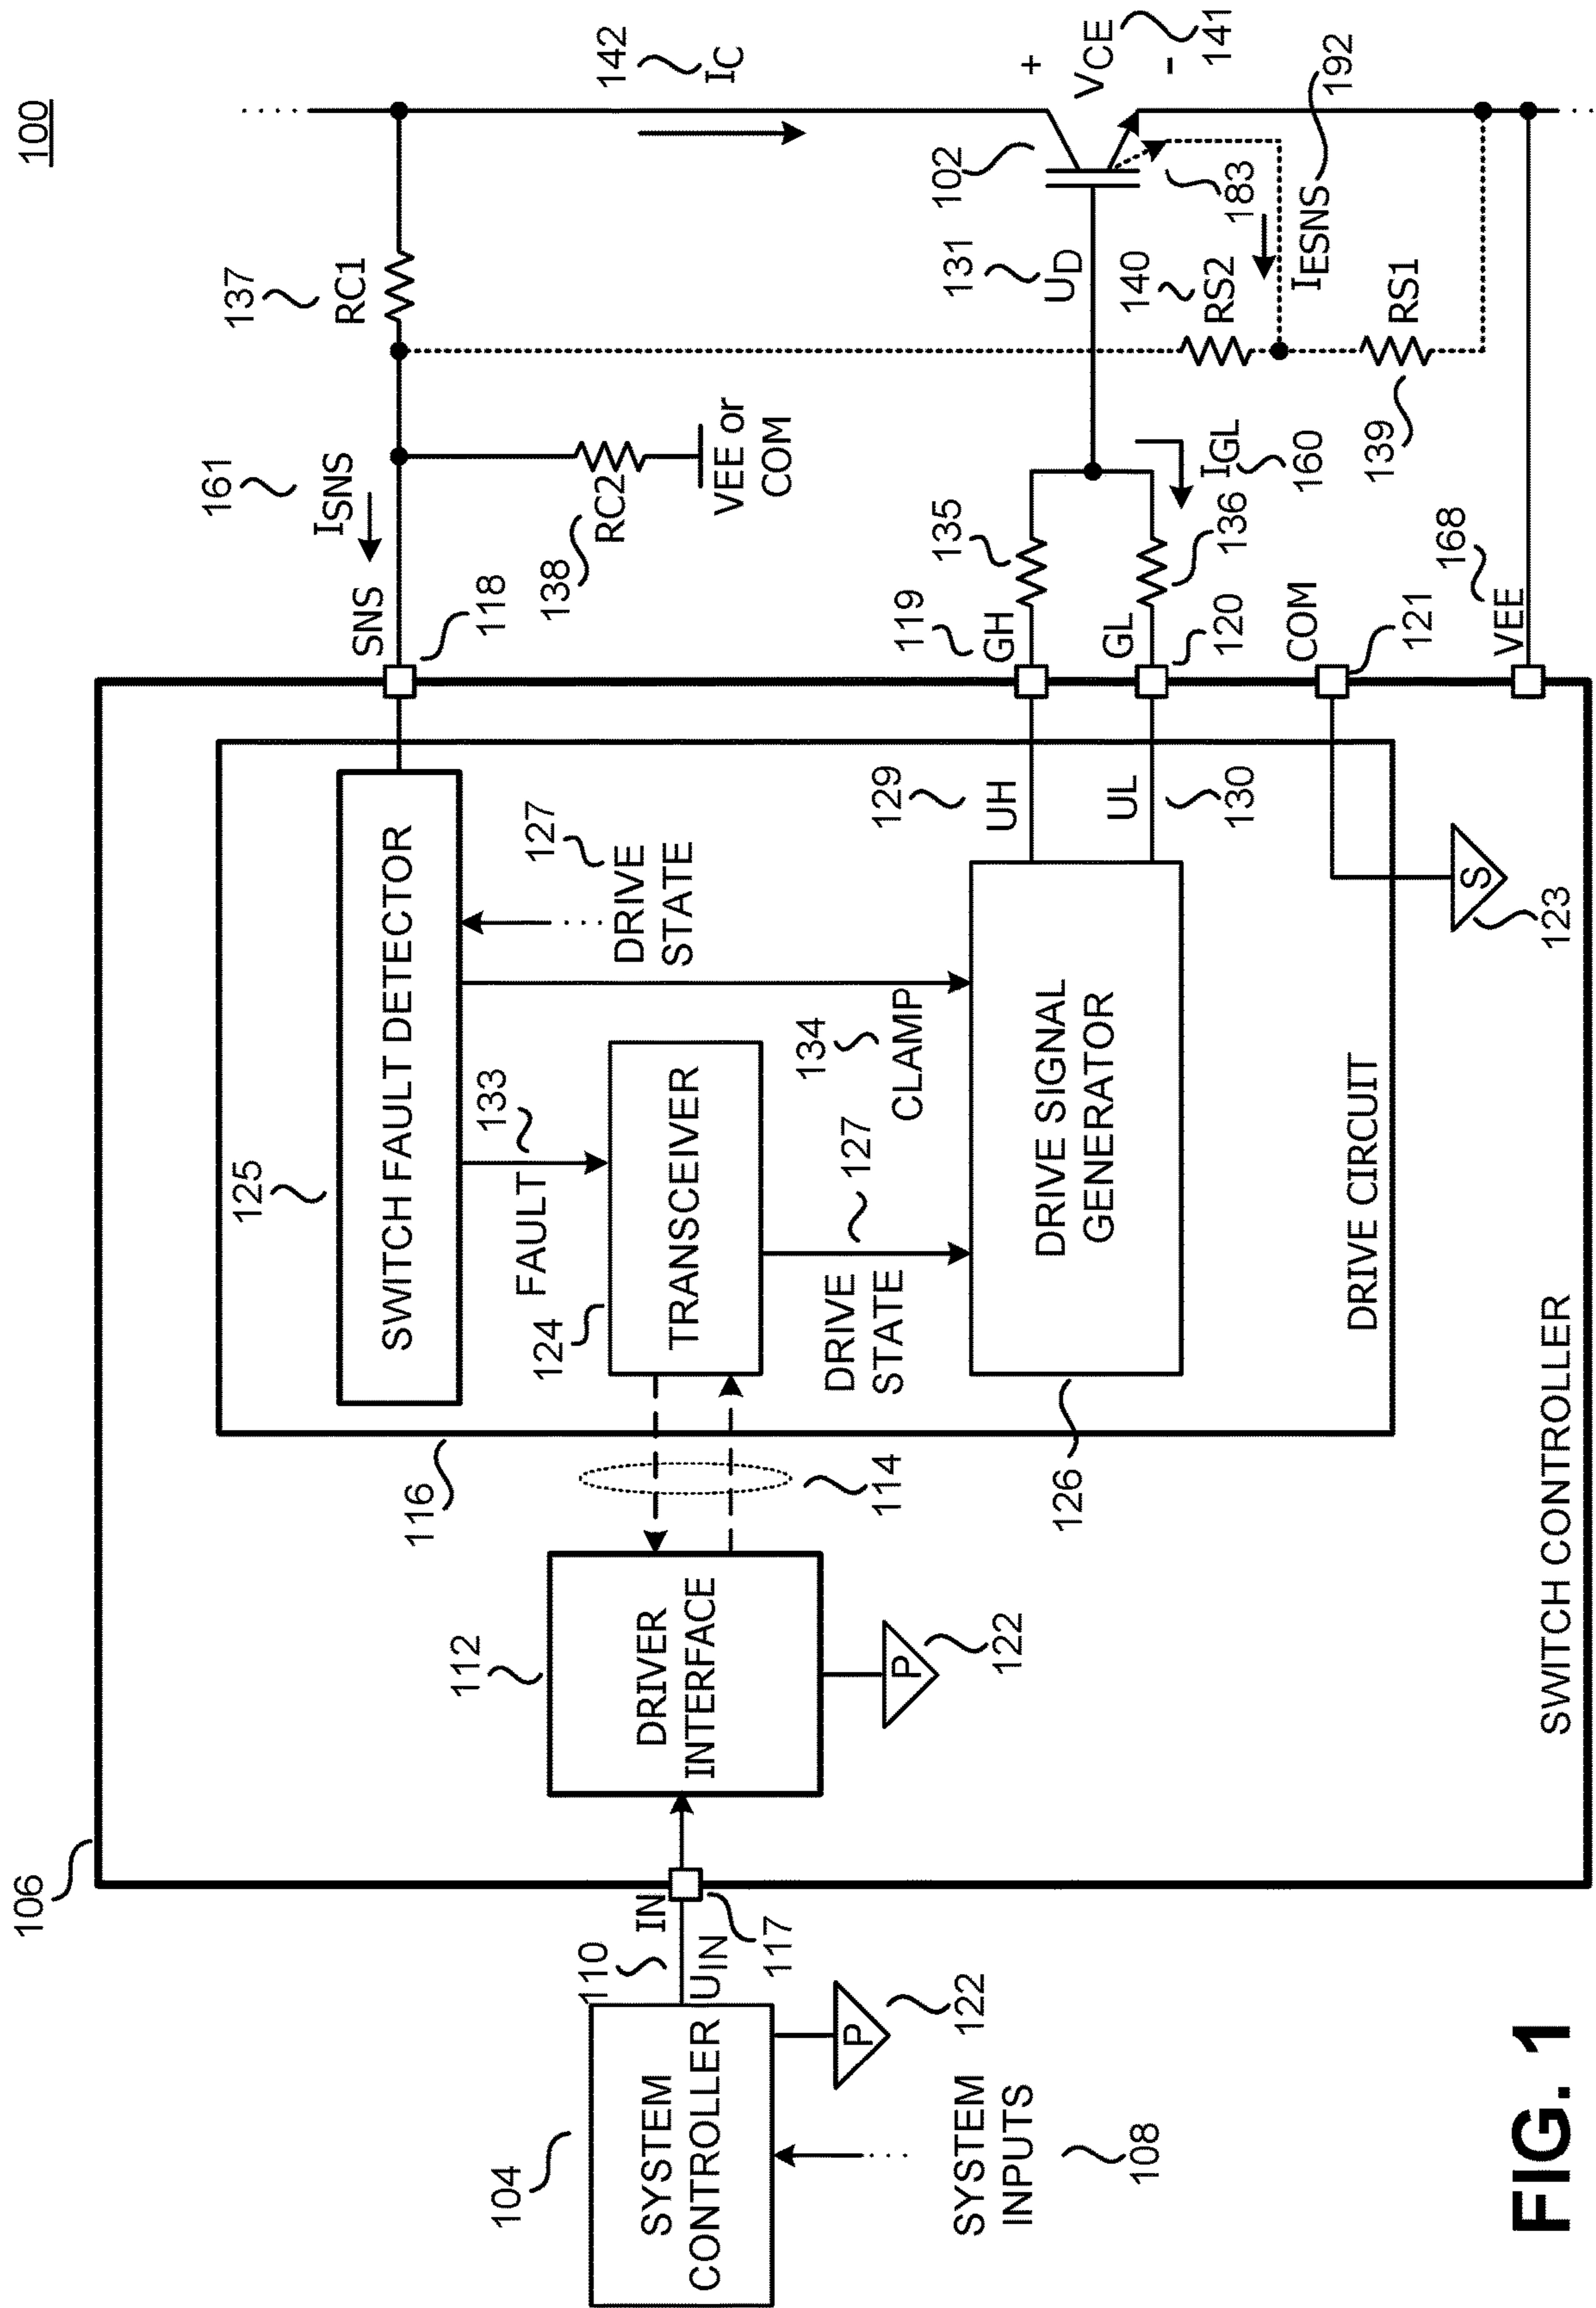 100
106
104
SYSTEM
CONTROLLER
110
UIN
IN
117
P
122
SYSTEM
INPUTS
108
112
DRIVER
INTERFACE
P
122
114
116
125
SWITCH FAULT DETECTOR
FAULT
133
127
DRIVE
STATE
124
TRANSCEIVER
134
CLAMP
DRIVE
STATE
127
126
DRIVE SIGNAL
GENERATOR
129
UH
UL
130
DRIVE CIRCUIT
S
123
SWITCH CONTROLLER
SNS
118
161
ISNS
137
RC1
138
RC2
VEE or
COM
142
IC
119
GH
135
GL
120
136
IGL
160
131
UD
102
+
VCE
-
141
183
140
RS2
IESNS
192
RS1
139
COM
121
VEE
168
FIG. 1